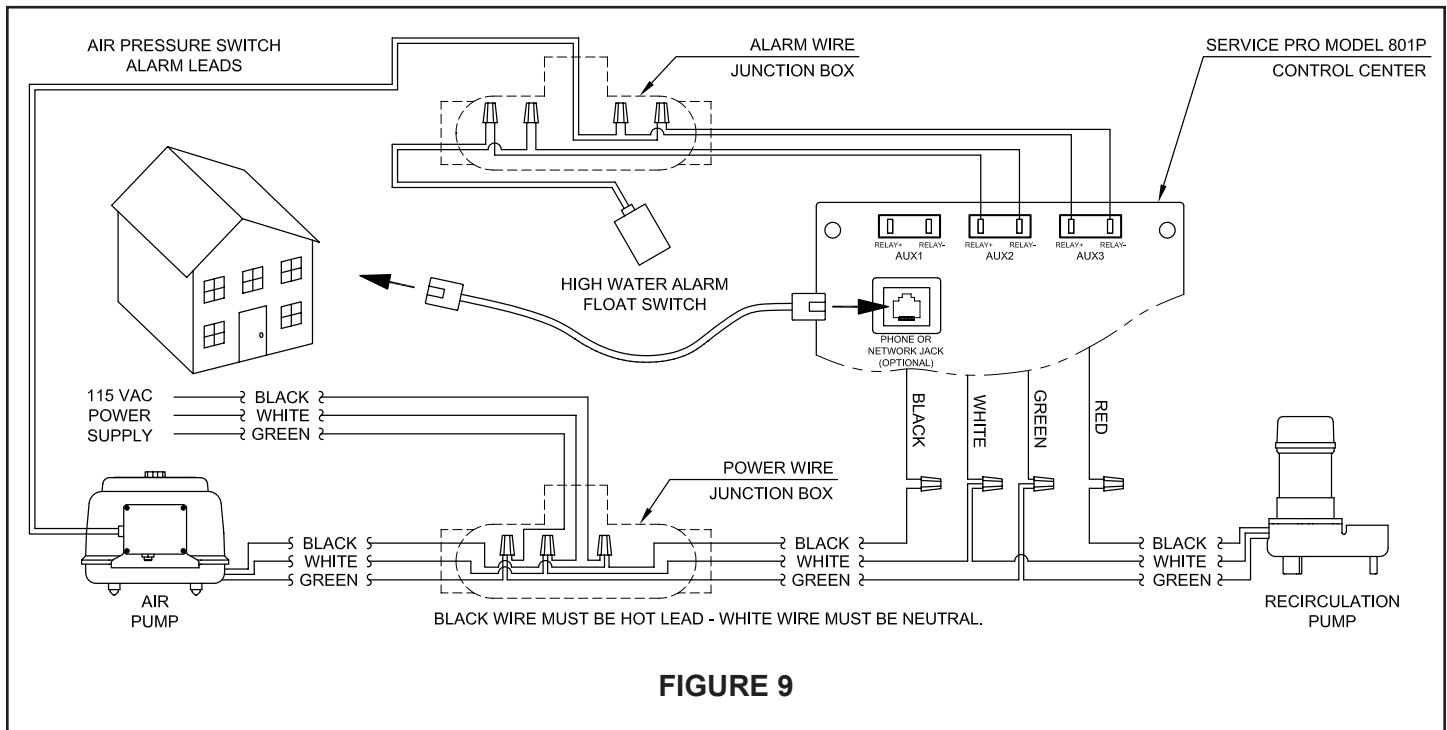 AIR PRESSURE SWITCH
ALARM LEADS
ALARM WIRE
JUNCTION BOX
SERVICE PRO MODEL 801P
CONTROL CENTER
RELAY+ RELAY-
AUX1
RELAY+ RELAY-
AUX2
RELAY+ RELAY-
AUX3
HIGH WATER ALARM
FLOAT SWITCH
PHONE OR
NETWORK JACK
(OPTIONAL)
115 VAC
POWER
SUPPLY
BLACK
WHITE
GREEN
BLACK
WHITE
GREEN
RED
POWER WIRE
JUNCTION BOX
BLACK
WHITE
GREEN
BLACK
WHITE
GREEN
BLACK
WHITE
GREEN
AIR
PUMP
RECIRCULATION
PUMP
BLACK WIRE MUST BE HOT LEAD - WHITE WIRE MUST BE NEUTRAL.
FIGURE 9